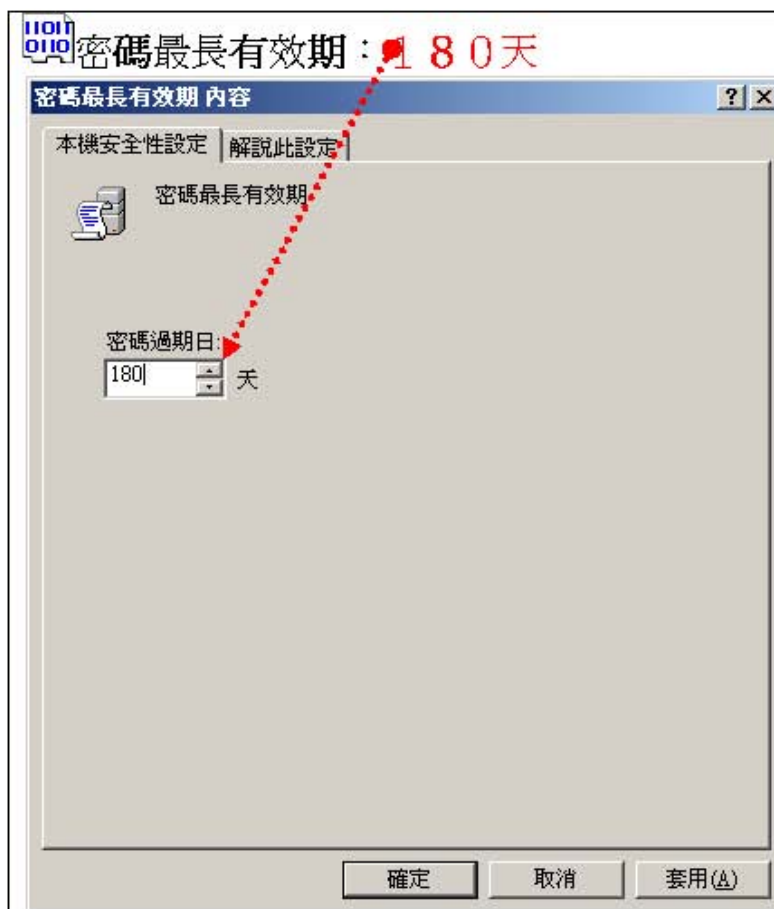 11011
0110
密碼最長有效期：１８０天
密碼最長有效期 內容
本機安全性設定
解說此設定
密碼最長有效期
密碼過期日:
180
天
確定
取消
套用(A)